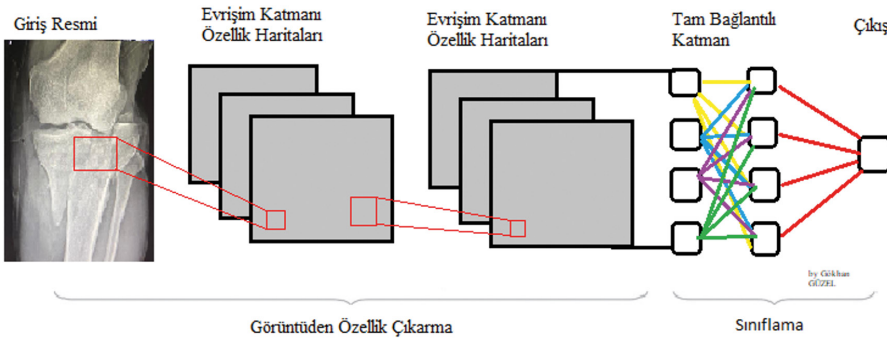 Giriş Resmi
Evrişim Katmanı
Özellik Haritaları
Evrişim Katmanı
Özellik Haritaları
Tam Bağlantılı
Katman
Çıkış
by Gökhan
GÜZEL
Görüntüden Özellik Çıkarma
Sınıflama